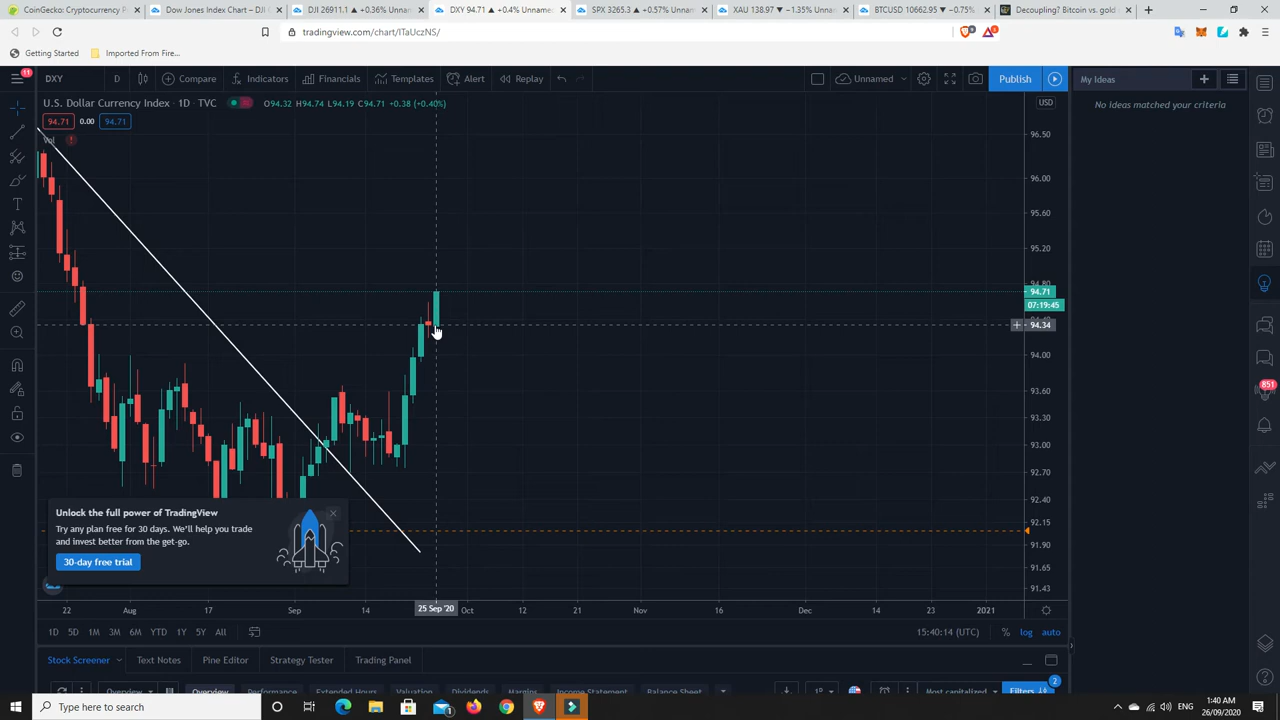 CoinGecko: Cryptocurrency P
Dow Jones Index Chart – DJI C
DJI 26911.1 ▲ +0.36% Unnam
DXY 94.71 ▲ +0.4% Unname
SPX 3265.3 ▲ +0.57% Unnam
XAU 138.97 ▼ −1.35% Unnam
BTCUSD 10662.95 ▼ −0.75%
Decoupling? Bitcoin vs. gold
tradingview.com/chart/ITaUczNS/
Getting Started
Imported From Fire...
11
DXY
D
Compare
Indicators
Financials
Templates
Alert
Replay
Unnamed
Publish
My Ideas
U.S. Dollar Currency Index · 1D · TVC
O94.32 H94.74 L94.19 C94.71 +0.38 (+0.40%)
USD
No ideas matched your criteria
94.71
0.00
94.71
Vol
96.50
96.00
95.60
95.20
94.80
94.71
07:19:45
94.34
94.00
93.60
93.30
93.00
92.70
92.40
92.15
91.90
91.65
91.43
851
Unlock the full power of TradingView
Try any plan free for 30 days. We'll help you trade
and invest better from the get-go.
30-day free trial
22
Aug
17
Sep
14
25 Sep '20
Oct
12
21
Nov
16
Dec
14
23
2021
1D 5D 1M 3M 6M YTD 1Y 5Y All
15:40:14 (UTC)
%
log
auto
Stock Screener
Text Notes
Pine Editor
Strategy Tester
Trading Panel
2
Overview
Overview
Performance
Extended Hours
Valuation
Dividends
Margins
Income Statement
Balance Sheet
Most capitalized
Filters
Type here to search
ENG
1:40 AM
26/09/2020